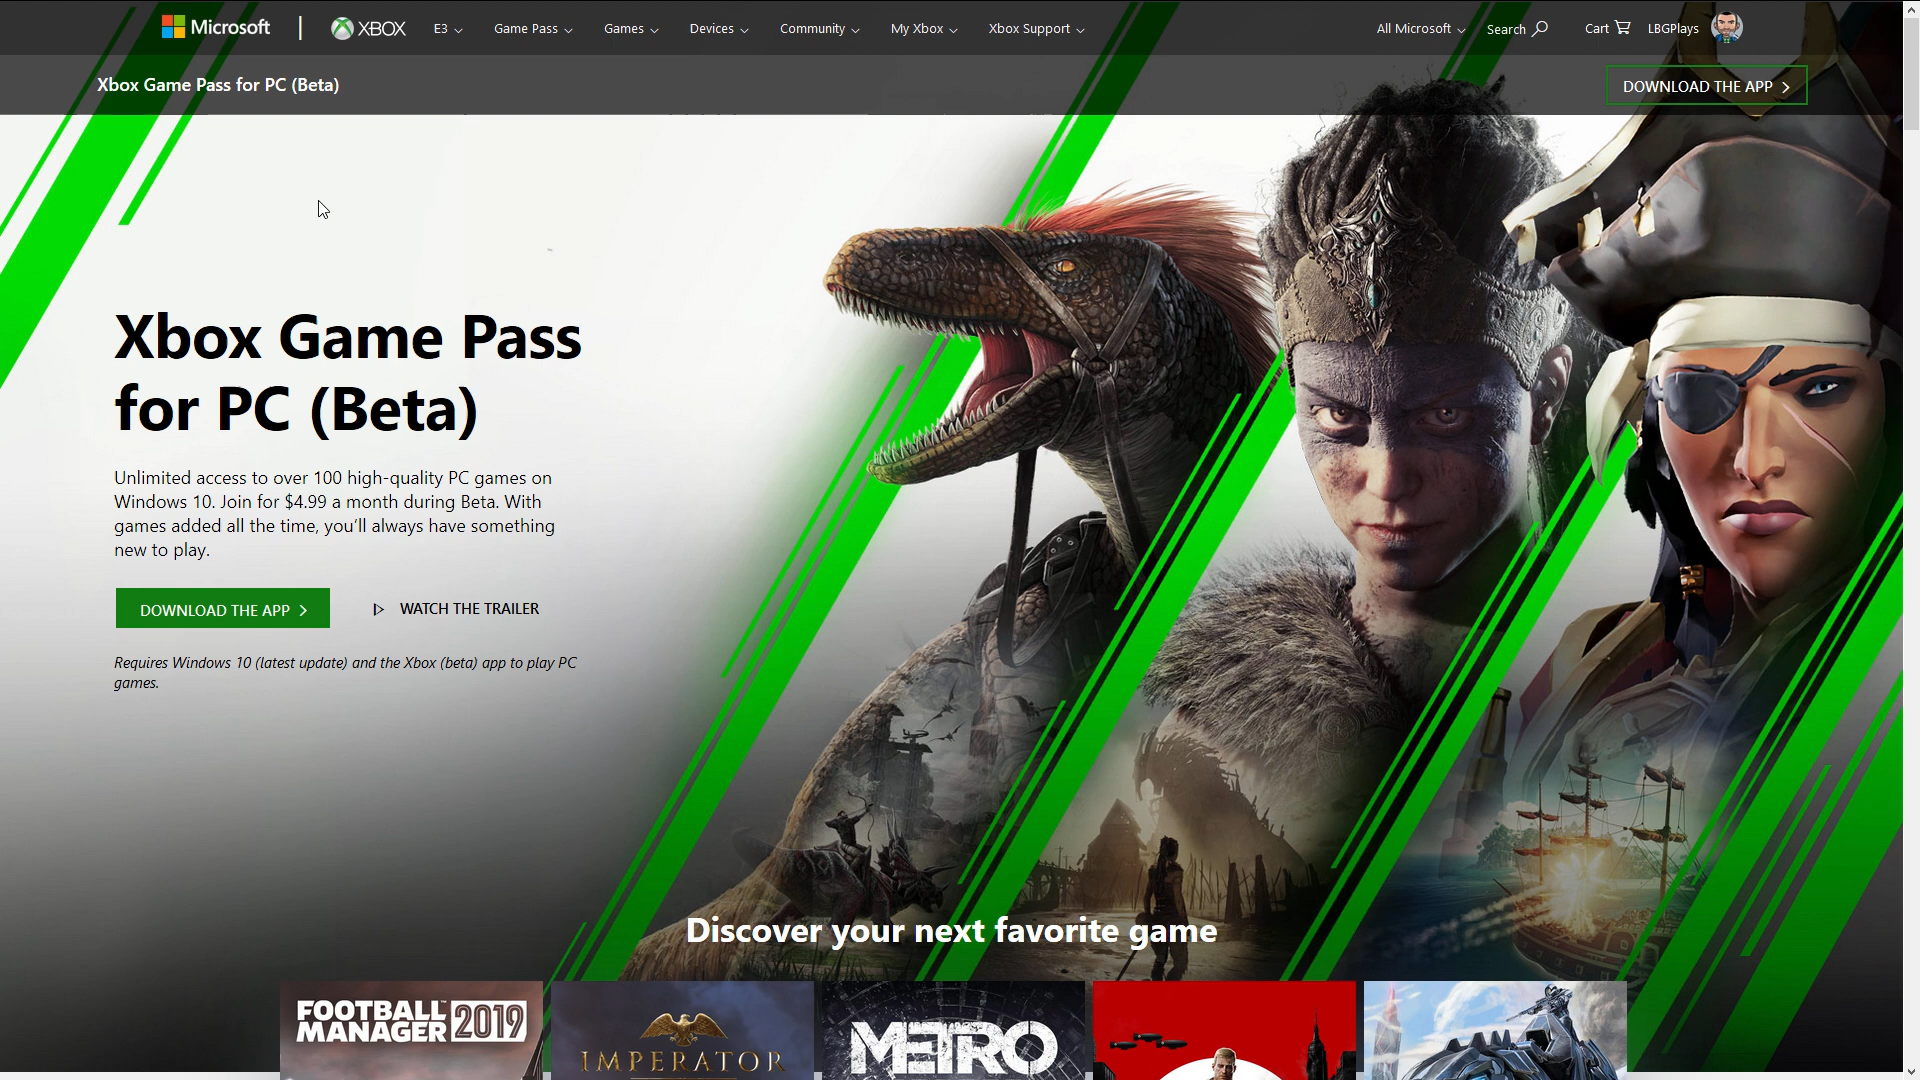 Microsoft
XBOX
E3
Game Pass
Games
Devices
Community
My Xbox
Xbox Support
All Microsoft
Search
Cart
LBGPlays
Xbox Game Pass for PC (Beta)
DOWNLOAD THE APP
Xbox Game Pass
for PC (Beta)
Unlimited access to over 100 high-quality PC games on
Windows 10. Join for $4.99 a month during Beta. With
games added all the time, you’ll always have something
new to play.
DOWNLOAD THE APP
WATCH THE TRAILER
Requires Windows 10 (latest update) and the Xbox (beta) app to play PC
games.
Discover your next favorite game
FOOTBALL
MANAGER 2019
IMPERATOR
METRO